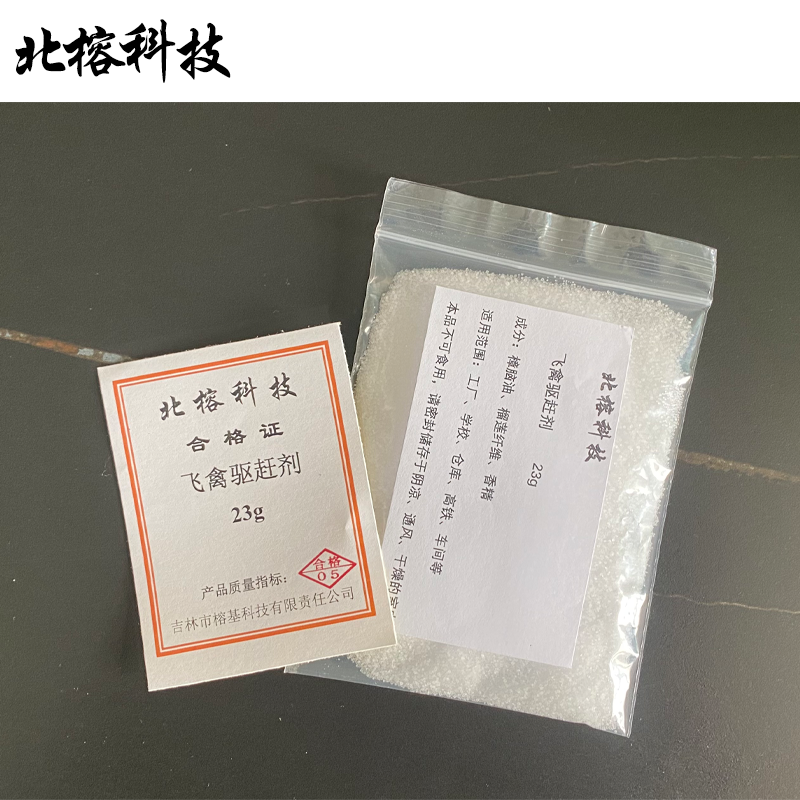 北榕科技
北榕科技
合格证
飞禽驱赶剂
23g
产品质量指标：
合格
05
吉林市榕基科技有限责任公司
北榕科技
飞禽驱赶剂 23g
成分：樟脑油、榴莲纤维、香精
适用范围：工厂、学校、仓库、高铁、车间等
本品不可食用，请密封储存于阴凉、通风、干燥的